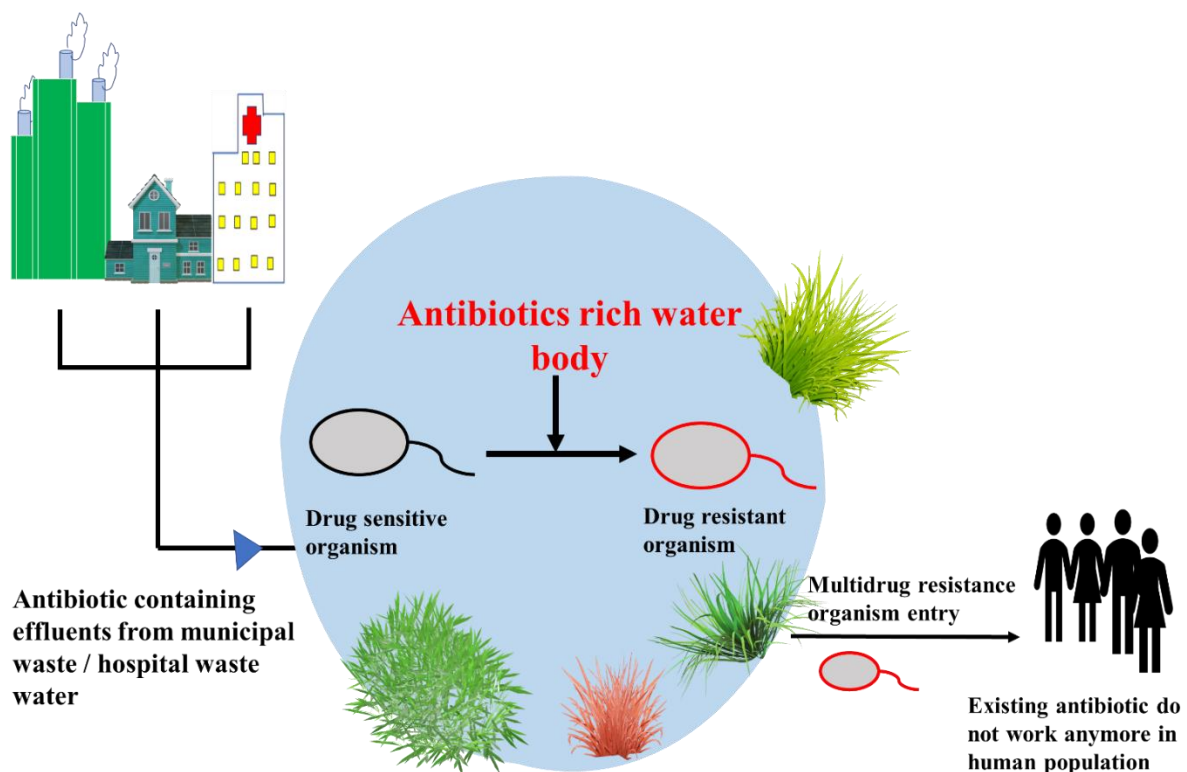 Antibiotics rich water
body
Drug sensitive
organism
Drug resistant
organism
Antibiotic containing
effluents from municipal
waste / hospital waste
water
Multidrug resistance
organism entry
Existing antibiotic do
not work anymore in
human population